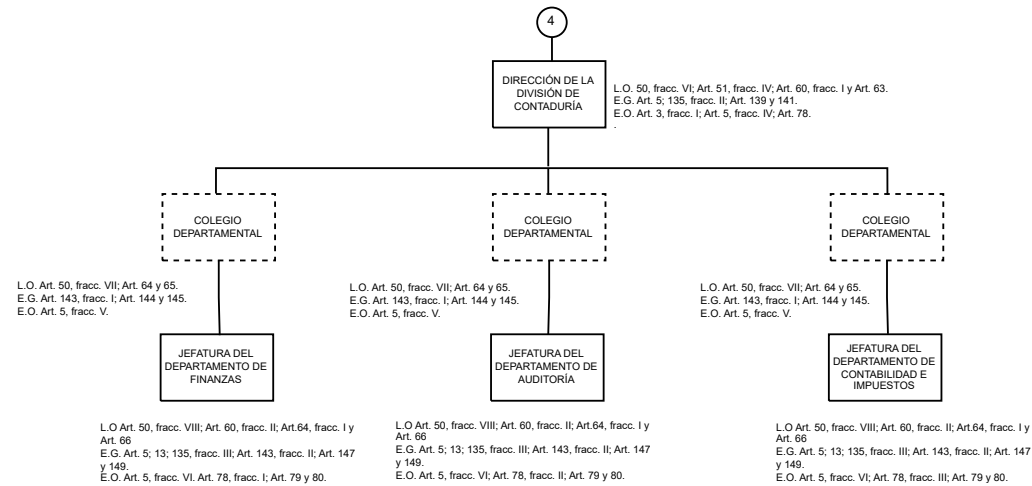 4
DIRECCIÓN DE LA
DIVISIÓN DE
CONTADURÍA
L.O. 50, fracc. VI; Art. 51, fracc. IV; Art. 60, fracc. I y Art. 63.
E.G. Art. 5; 135, fracc. II; Art. 139 y 141.
E.O. Art. 3, fracc. I; Art. 5, fracc. IV; Art. 78.
.
COLEGIO
DEPARTAMENTAL
COLEGIO
DEPARTAMENTAL
COLEGIO
DEPARTAMENTAL
L.O. Art. 50, fracc. VII; Art. 64 y 65.
E.G. Art. 143, fracc. I; Art. 144 y 145.
E.O. Art. 5, fracc. V.
L.O. Art. 50, fracc. VII; Art. 64 y 65.
E.G. Art. 143, fracc. I; Art. 144 y 145.
E.O. Art. 5, fracc. V.
L.O. Art. 50, fracc. VII; Art. 64 y 65.
E.G. Art. 143, fracc. I; Art. 144 y 145.
E.O. Art. 5, fracc. V.
JEFATURA DEL
DEPARTAMENTO DE
FINANZAS
JEFATURA DEL
DEPARTAMENTO DE
AUDITORÍA
JEFATURA DEL
DEPARTAMENTO DE
CONTABILIDAD E
IMPUESTOS
L.O Art. 50, fracc. VIII; Art. 60, fracc. II; Art.64, fracc. I y
Art. 66
E.G. Art. 5; 13; 135, fracc. III; Art. 143, fracc. II; Art. 147
y 149.
E.O. Art. 5, fracc. VI. Art. 78, fracc. I; Art. 79 y 80.
L.O Art. 50, fracc. VIII; Art. 60, fracc. II; Art.64, fracc. I y
Art. 66
E.G. Art. 5; 13; 135, fracc. III; Art. 143, fracc. II; Art. 147
y 149.
E.O. Art. 5, fracc. VI; Art. 78, fracc. II; Art. 79 y 80.
L.O Art. 50, fracc. VIII; Art. 60, fracc. II; Art.64, fracc. I y
Art. 66
E.G. Art. 5; 13; 135, fracc. III; Art. 143, fracc. II; Art. 147
y 149.
E.O. Art. 5, fracc. VI; Art. 78, fracc. III; Art. 79 y 80.